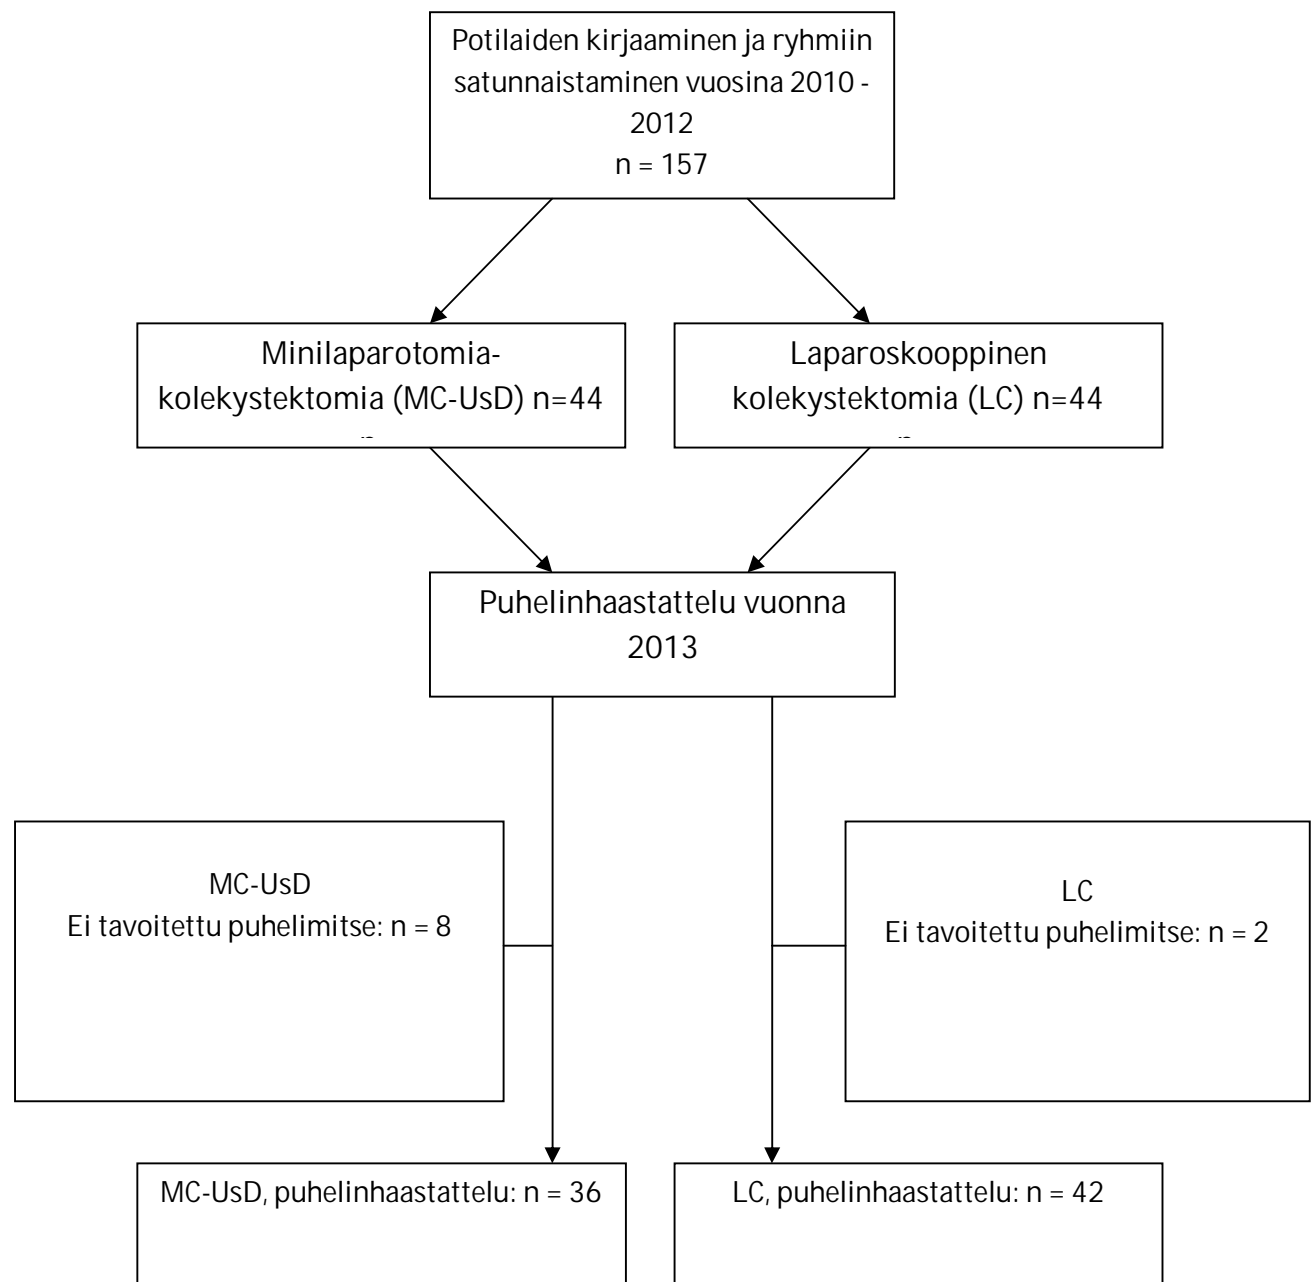 Potilaiden kirjaaminen ja ryhmiin
satunnaistaminen vuosina 2010 -
2012
n = 157
Minilaparotomia-
kolekystektomia (MC-UsD) n=44
Laparoskooppinen
kolekystektomia (LC) n=44
Puhelinhaastattelu vuonna
2013
MC-UsD
Ei tavoitettu puhelimitse: n = 8
LC
Ei tavoitettu puhelimitse: n = 2
MC-UsD, puhelinhaastattelu: n = 36
LC, puhelinhaastattelu: n = 42